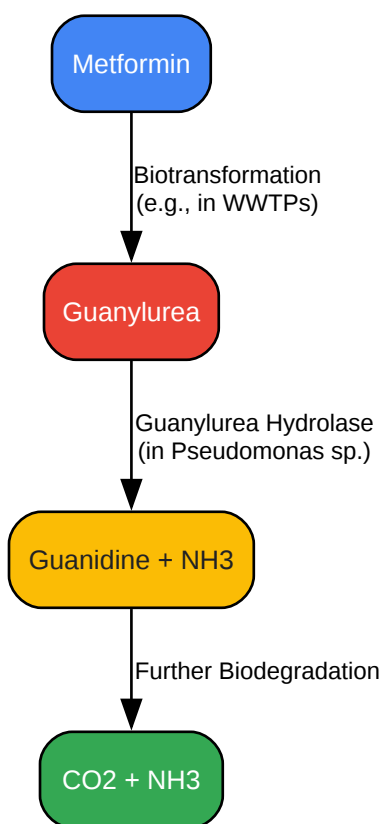 Metformin
Biotransformation
(e.g., in WWTPs)
Guanylurea
Guanylurea Hydrolase
(in Pseudomonas sp.)
Guanidine + NH3
Further Biodegradation
CO2 + NH3